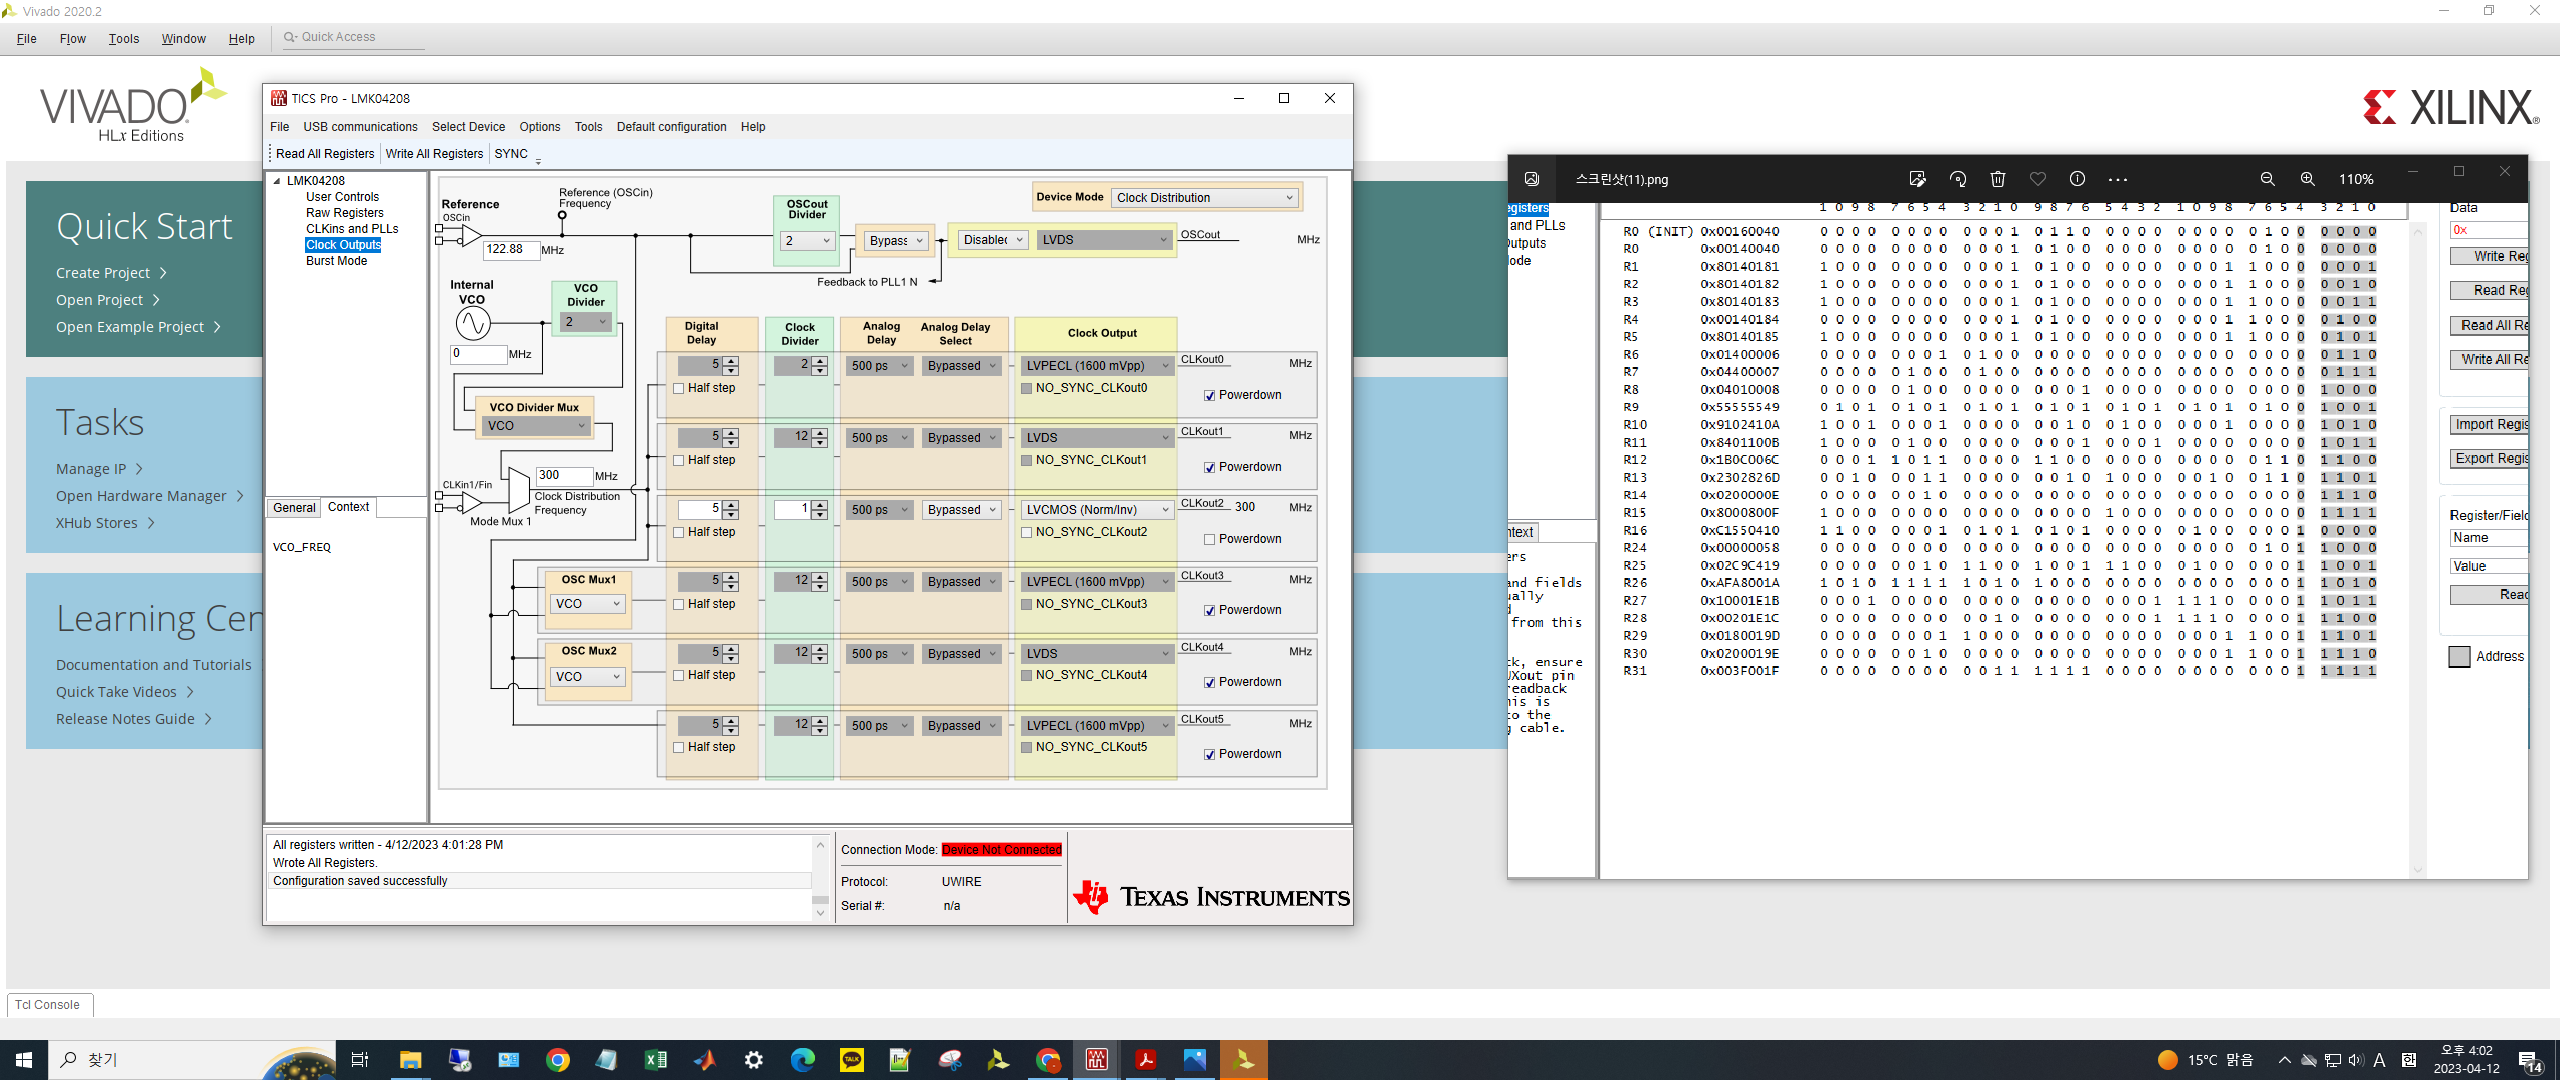 Vivado 2020.2
File Flow Tools Window Help Quick Access
VIVADO
HLx Editions
XILINX
Quick Start
Create Project
Open Project
Open Example Project
Tasks
Manage IP
Open Hardware Manager
XHub Stores
Learning Cen
Documentation and Tutorials
Quick Take Videos
Release Notes Guide
Tcl Console
TICS Pro - LMK04208
File USB communications Select Device Options Tools Default configuration Help
Read All Registers Write All Registers SYNC
LMK04208
User Controls
Raw Registers
CLKins and PLLs
Clock Outputs
Burst Mode
General Context
VCO_FREQ
Device Mode Clock Distribution
Reference
OSCin
Reference (OSCin)
Frequency
122.88 MHz
OSCout
Divider
2
Bypass
Disabled LVDS OSCout MHz
Feedback to PLL1 N
Internal
VCO
0 MHz
VCO
Divider
2
VCO Divider Mux
VCO
CLKin1/Fin
Mode Mux 1
300 MHz
Clock Distribution
Frequency
OSC Mux1
VCO
OSC Mux2
VCO
Digital
Delay
Clock
Divider
Analog
Delay
Analog Delay
Select
Clock Output
5 2 500 ps Bypassed LVPECL (1600 mVpp) CLKout0 MHz
Half step NO_SYNC_CLKout0 Powerdown
5 12 500 ps Bypassed LVDS CLKout1 MHz
Half step NO_SYNC_CLKout1 Powerdown
5 1 500 ps Bypassed LVCMOS (Norm/Inv) CLKout2 300 MHz
Half step NO_SYNC_CLKout2 Powerdown
5 12 500 ps Bypassed LVPECL (1600 mVpp) CLKout3 MHz
Half step NO_SYNC_CLKout3 Powerdown
5 12 500 ps Bypassed LVDS CLKout4 MHz
Half step NO_SYNC_CLKout4 Powerdown
5 12 500 ps Bypassed LVPECL (1600 mVpp) CLKout5 MHz
Half step NO_SYNC_CLKout5 Powerdown
All registers written - 4/12/2023 4:01:28 PM
Wrote All Registers.
Configuration saved successfully
Connection Mode: Device Not Connected
Protocol: UWIRE
Serial #: n/a
TEXAS INSTRUMENTS
스크린샷(11).png 110%
egisters
and PLLs
utputs
ode
ntext
ers
and fields
ually
d
from this
ck, ensure
UXout pin
readback
his is
to the
g cable.
1 0 9 8 7 6 5 4 3 2 1 0 9 8 7 6 5 4 3 2 1 0 9 8 7 6 5 4 3 2 1 0
R0 (INIT) 0x00160040 0 0 0 0 0 0 0 0 0 0 0 1 0 1 1 0 0 0 0 0 0 0 0 0 0 1 0 0 0 0 0 0
R0 0x00140040 0 0 0 0 0 0 0 0 0 0 0 1 0 1 0 0 0 0 0 0 0 0 0 0 0 1 0 0 0 0 0 0
R1 0x80140181 1 0 0 0 0 0 0 0 0 0 0 1 0 1 0 0 0 0 0 0 0 0 0 1 1 0 0 0 0 0 0 1
R2 0x80140182 1 0 0 0 0 0 0 0 0 0 0 1 0 1 0 0 0 0 0 0 0 0 0 1 1 0 0 0 0 0 1 0
R3 0x80140183 1 0 0 0 0 0 0 0 0 0 0 1 0 1 0 0 0 0 0 0 0 0 0 1 1 0 0 0 0 0 1 1
R4 0x00140184 0 0 0 0 0 0 0 0 0 0 0 1 0 1 0 0 0 0 0 0 0 0 0 1 1 0 0 0 0 1 0 0
R5 0x80140185 1 0 0 0 0 0 0 0 0 0 0 1 0 1 0 0 0 0 0 0 0 0 0 1 1 0 0 0 0 1 0 1
R6 0x01400006 0 0 0 0 0 0 0 1 0 1 0 0 0 0 0 0 0 0 0 0 0 0 0 0 0 0 0 0 0 1 1 0
R7 0x04400007 0 0 0 0 0 1 0 0 0 1 0 0 0 0 0 0 0 0 0 0 0 0 0 0 0 0 0 0 0 1 1 1
R8 0x04010008 0 0 0 0 0 1 0 0 0 0 0 0 0 0 0 1 0 0 0 0 0 0 0 0 0 0 0 0 1 0 0 0
R9 0x55555549 0 1 0 1 0 1 0 1 0 1 0 1 0 1 0 1 0 1 0 1 0 1 0 1 0 1 0 0 1 0 0 1
R10 0x9102410A 1 0 0 1 0 0 0 1 0 0 0 0 0 0 1 0 0 1 0 0 0 0 0 1 0 0 0 0 1 0 1 0
R11 0x8401100B 1 0 0 0 0 1 0 0 0 0 0 0 0 0 0 1 0 0 0 1 0 0 0 0 0 0 0 0 1 0 1 1
R12 0x1B0C006C 0 0 0 1 1 0 1 1 0 0 0 0 1 1 0 0 0 0 0 0 0 0 0 0 0 1 1 0 1 1 0 0
R13 0x2302826D 0 0 1 0 0 0 1 1 0 0 0 0 0 0 1 0 1 0 0 0 0 0 1 0 0 1 1 0 1 1 0 1
R14 0x0200000E 0 0 0 0 0 0 1 0 0 0 0 0 0 0 0 0 0 0 0 0 0 0 0 0 0 0 0 0 1 1 1 0
R15 0x8000800F 1 0 0 0 0 0 0 0 0 0 0 0 0 0 0 0 1 0 0 0 0 0 0 0 0 0 0 0 1 1 1 1
R16 0xC1550410 1 1 0 0 0 0 0 1 0 1 0 1 0 1 0 1 0 0 0 0 0 1 0 0 0 0 0 1 0 0 0 0
R24 0x00000058 0 0 0 0 0 0 0 0 0 0 0 0 0 0 0 0 0 0 0 0 0 0 0 0 0 1 0 1 1 0 0 0
R25 0x02C9C419 0 0 0 0 0 0 1 0 1 1 0 0 1 0 0 1 1 1 0 0 0 1 0 0 0 0 0 1 1 0 0 1
R26 0xAFA8001A 1 0 1 0 1 1 1 1 1 0 1 0 1 0 0 0 0 0 0 0 0 0 0 0 0 0 0 1 1 0 1 0
R27 0x10001E1B 0 0 0 1 0 0 0 0 0 0 0 0 0 0 0 0 0 0 0 1 1 1 1 0 0 0 0 1 1 0 1 1
R28 0x00201E1C 0 0 0 0 0 0 0 0 0 0 1 0 0 0 0 0 0 0 0 1 1 1 1 0 0 0 0 1 1 1 0 0
R29 0x0180019D 0 0 0 0 0 0 0 1 1 0 0 0 0 0 0 0 0 0 0 0 0 0 0 1 1 0 0 1 1 1 0 1
R30 0x0200019E 0 0 0 0 0 0 1 0 0 0 0 0 0 0 0 0 0 0 0 0 0 0 0 1 1 0 0 1 1 1 1 0
R31 0x003F001F 0 0 0 0 0 0 0 0 0 0 1 1 1 1 1 1 0 0 0 0 0 0 0 0 0 0 0 1 1 1 1 1
Data
0x
Write Reg
Read Reg
Read All Re
Write All Re
Import Regis
Export Regis
Register/Field
Name
Value
Read
Address
찾기
TALK
15°C 맑음 A 한
오후 4:02
2023-04-12
14